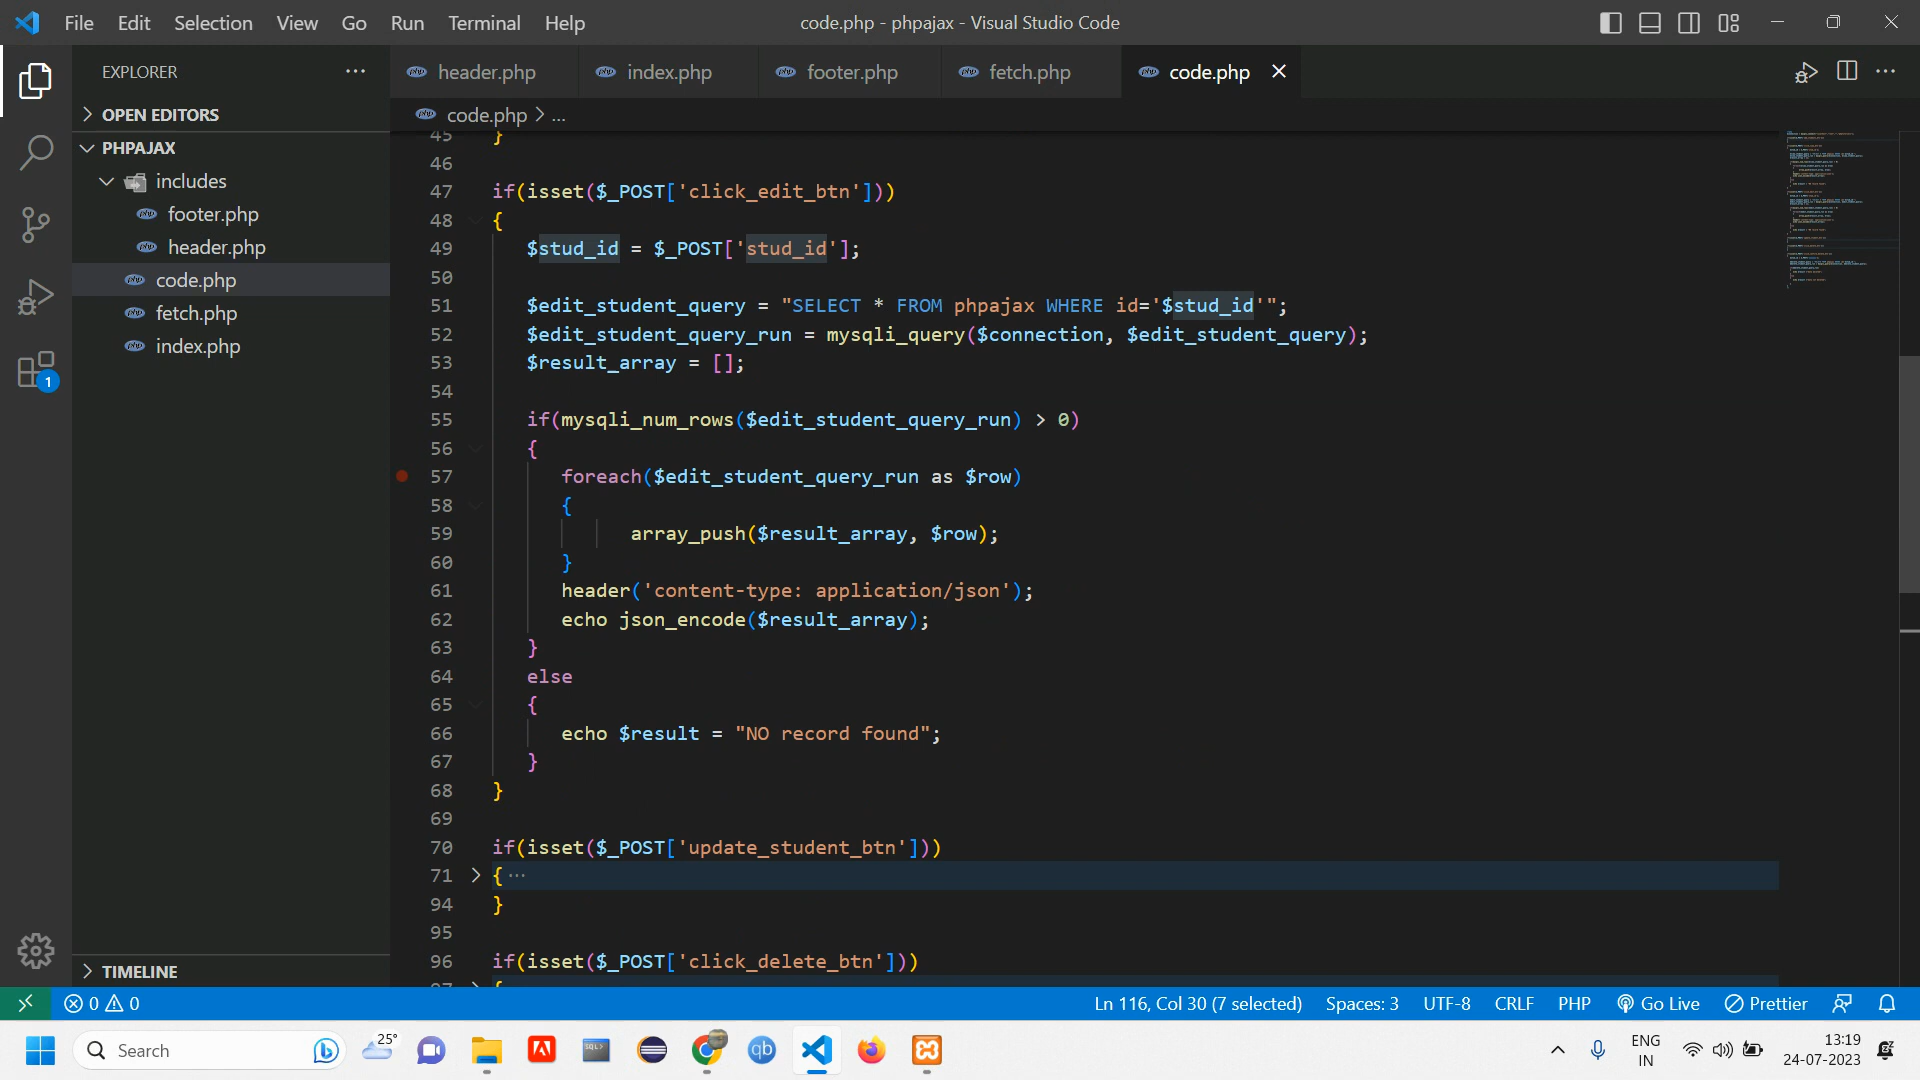 File Edit Selection View Go Run Terminal Help
code.php - phpajax - Visual Studio Code
EXPLORER
OPEN EDITORS
PHPAJAX
includes
footer.php
header.php
code.php
fetch.php
index.php
TIMELINE
1
header.php
index.php
footer.php
fetch.php
code.php
code.php > ...
45 }
46
47 if(isset($_POST['click_edit_btn']))
48 {
49 $stud_id = $_POST['stud_id'];
50
51 $edit_student_query = "SELECT * FROM phpajax WHERE id='$stud_id'";
52 $edit_student_query_run = mysqli_query($connection, $edit_student_query);
53 $result_array = [];
54
55 if(mysqli_num_rows($edit_student_query_run) > 0)
56 {
57 foreach($edit_student_query_run as $row)
58 {
59 array_push($result_array, $row);
60 }
61 header('content-type: application/json');
62 echo json_encode($result_array);
63 }
64 else
65 {
66 echo $result = "NO record found";
67 }
68 }
69
70 if(isset($_POST['update_student_btn']))
71 { ...
94 }
95
96 if(isset($_POST['click_delete_btn']))
97 {
0 0
Ln 116, Col 30 (7 selected) Spaces: 3 UTF-8 CRLF PHP Go Live Prettier
Search
25°
SQL>
qb
ENG
IN
13:19
24-07-2023